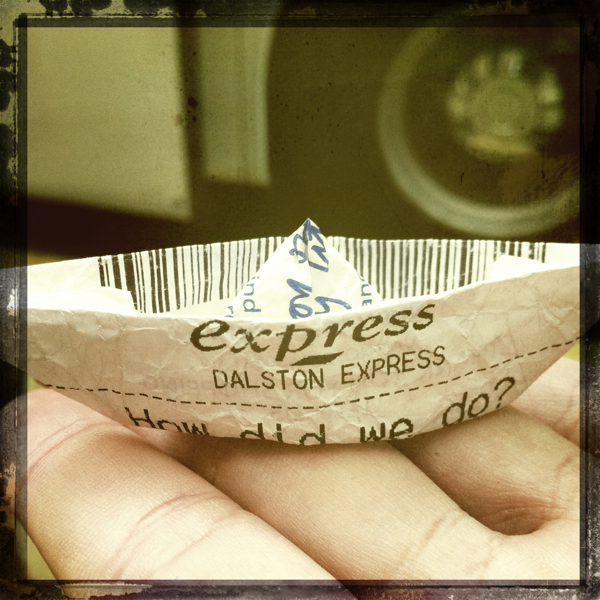 express
DALSTON EXPRESS
How did we do?